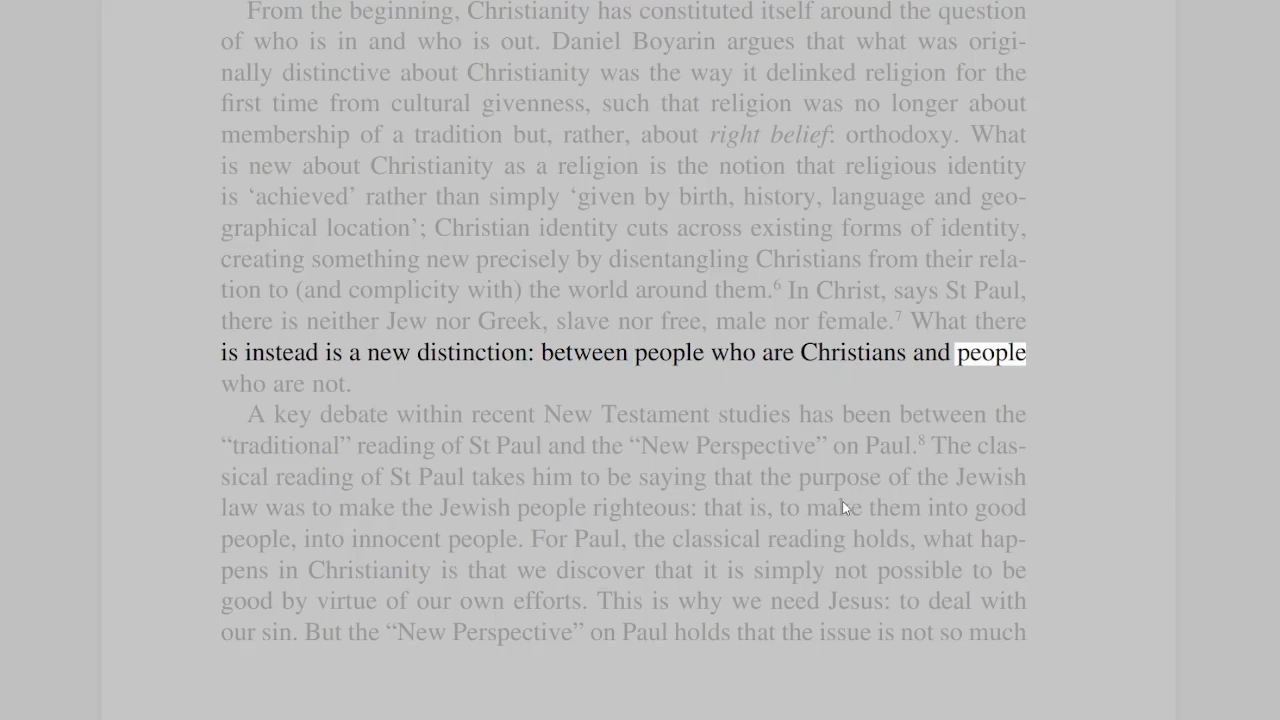 From the beginning, Christianity has constituted itself around the question
of who is in and who is out. Daniel Boyarin argues that what was origi-
nally distinctive about Christianity was the way it delinked religion for the
first time from cultural givenness, such that religion was no longer about
membership of a tradition but, rather, about right belief: orthodoxy. What
is new about Christianity as a religion is the notion that religious identity
is ‘achieved’ rather than simply ‘given by birth, history, language and geo-
graphical location’; Christian identity cuts across existing forms of identity,
creating something new precisely by disentangling Christians from their rela-
tion to (and complicity with) the world around them.⁶ In Christ, says St Paul,
there is neither Jew nor Greek, slave nor free, male nor female.⁷ What there
is instead is a new distinction: between people who are Christians and people
who are not.
A key debate within recent New Testament studies has been between the
“traditional” reading of St Paul and the “New Perspective” on Paul.⁸ The clas-
sical reading of St Paul takes him to be saying that the purpose of the Jewish
law was to make the Jewish people righteous: that is, to make them into good
people, into innocent people. For Paul, the classical reading holds, what hap-
pens in Christianity is that we discover that it is simply not possible to be
good by virtue of our own efforts. This is why we need Jesus: to deal with
our sin. But the “New Perspective” on Paul holds that the issue is not so much